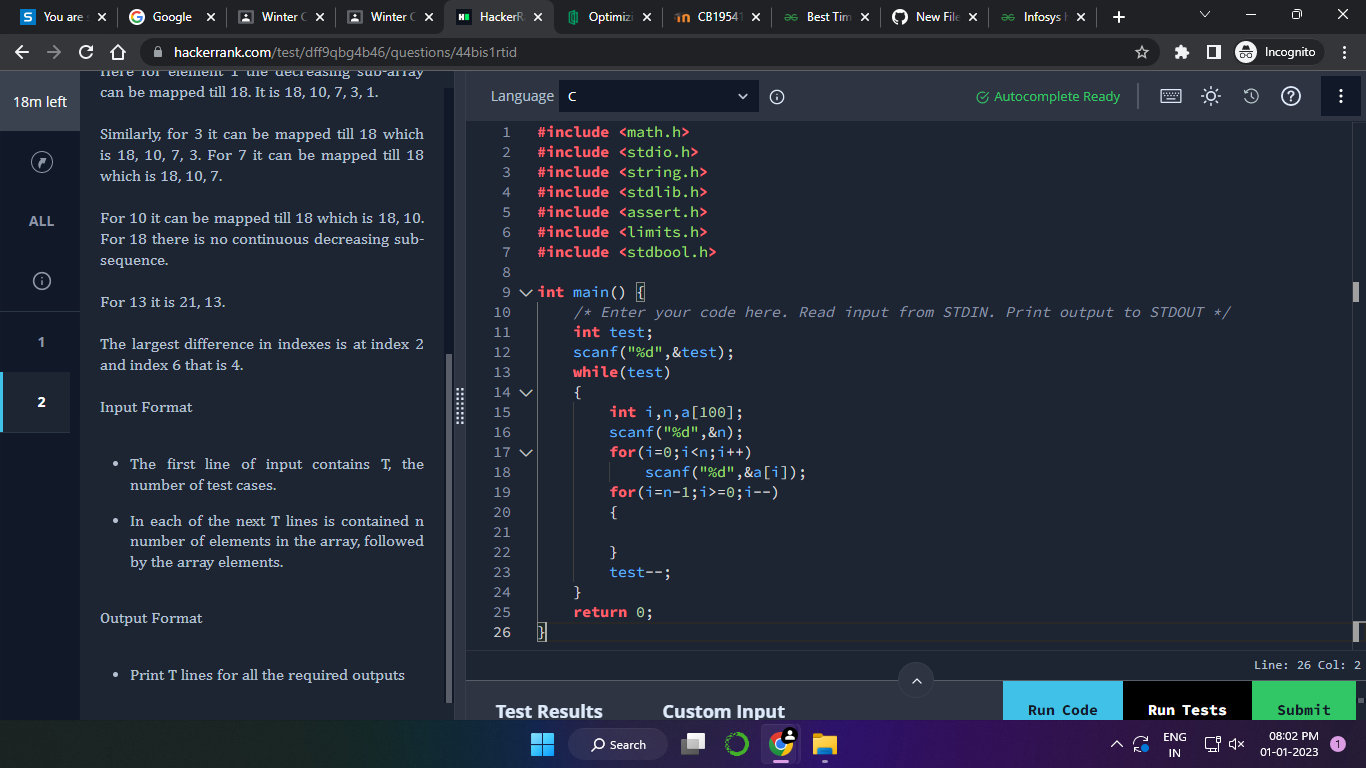 You are s
Google
Winter C
Winter C
HackerR
Optimizi
CB1954
Best Tim
New File
Infosys
hackerrank.com/test/dff9qbg4b46/questions/44bis1rtid
Incognito
18m left
ALL
1
2
Here for element 1 the decreasing sub-array
can be mapped till 18. It is 18, 10, 7, 3, 1.
Similarly, for 3 it can be mapped till 18 which
is 18, 10, 7, 3. For 7 it can be mapped till 18
which is 18, 10, 7.
For 10 it can be mapped till 18 which is 18, 10.
For 18 there is no continuous decreasing sub-
sequence.
For 13 it is 21, 13.
The largest difference in indexes is at index 2
and index 6 that is 4.
Input Format
• The first line of input contains T, the
number of test cases.
• In each of the next T lines is contained n
number of elements in the array, followed
by the array elements.
Output Format
• Print T lines for all the required outputs
Language C
Autocomplete Ready
1 #include <math.h>
2 #include <stdio.h>
3 #include <string.h>
4 #include <stdlib.h>
5 #include <assert.h>
6 #include <limits.h>
7 #include <stdbool.h>
8
9 int main() {
10 /* Enter your code here. Read input from STDIN. Print output to STDOUT */
11 int test;
12 scanf("%d",&test);
13 while(test)
14 {
15 int i,n,a[100];
16 scanf("%d",&n);
17 for(i=0;i<n;i++)
18 scanf("%d",&a[i]);
19 for(i=n-1;i>=0;i--)
20 {
21
22 }
23 test--;
24 }
25 return 0;
26 }
Line: 26 Col: 2
Test Results
Custom Input
Run Code
Run Tests
Submit
Search
ENG
IN
08:02 PM
01-01-2023
1